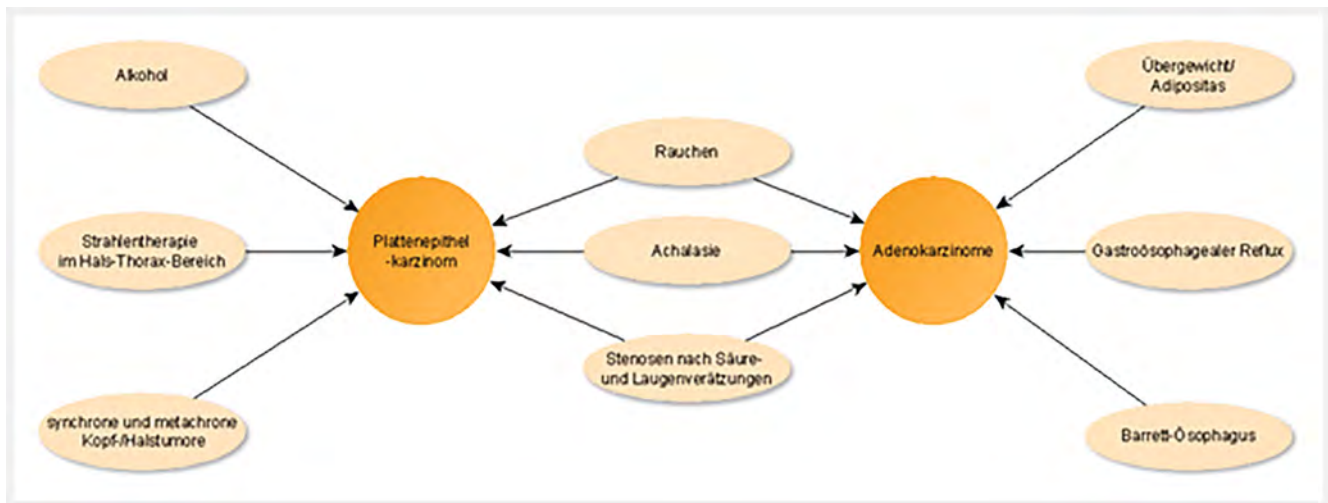 Alkohol
Strahlentherapie
im Hals-Thorax-Bereich
synchrone und metachrone
Kopf-/Halstumore
Plattenepithel
-karzinom
Rauchen
Achalasie
Stenosen nach Säure-
und Laugenverätzungen
Adenokarzinome
Übergewicht/
Adipositas
Gastroösophagealer Reflux
Barrett-Ösophagus